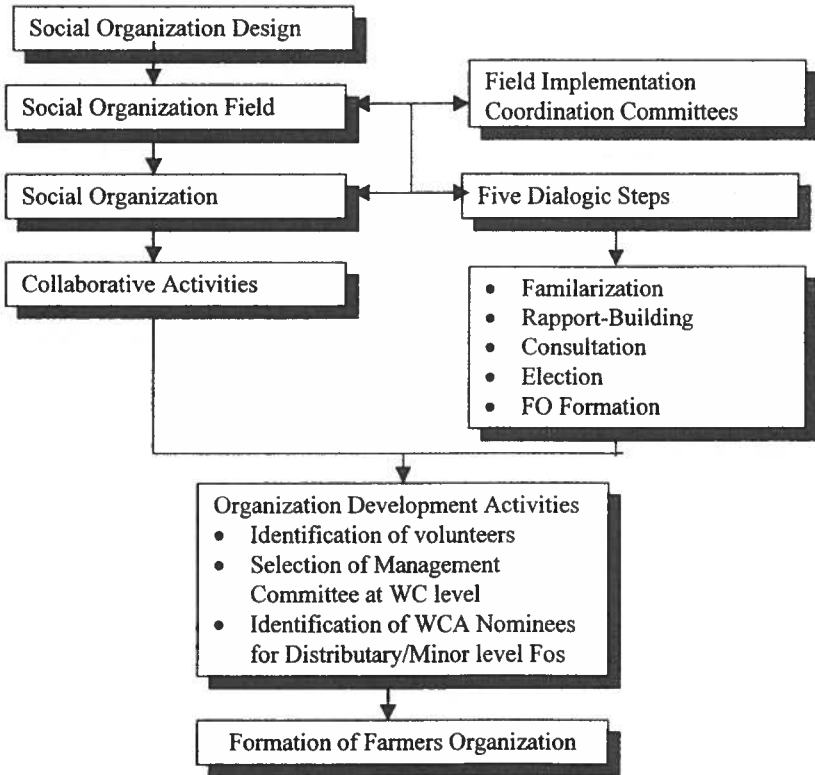 Social Organization Design
Social Organization Field
Field Implementation
Coordination Committees
Social Organization
Five Dialogic Steps
Collaborative Activities
• Familarization
• Rapport-Building
• Consultation
• Election
• FO Formation
Organization Development Activities
• Identification of volunteers
• Selection of Management
Committee at WC level
• Identification of WCA Nominees
for Distributary/Minor level Fos
Formation of Farmers Organization